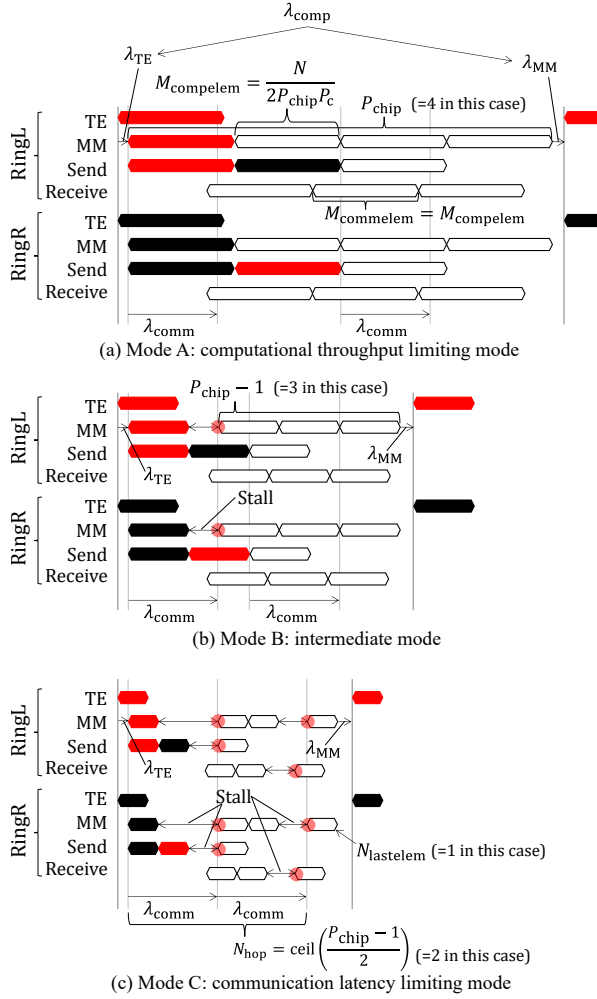 λcomp
λTE
λMM
Mcompelem = N / 2PchipPc
Pchip (=4 in this case)
RingL
TE
MM
Send
Receive
Mcommelem = Mcompelem
RingR
TE
MM
Send
Receive
λcomm
λcomm
(a) Mode A: computational throughput limiting mode
Pchip − 1 (=3 in this case)
RingL
TE
MM
Send
Receive
λTE
λMM
Stall
RingR
TE
MM
Send
Receive
λcomm
λcomm
(b) Mode B: intermediate mode
RingL
TE
MM
Send
Receive
λTE
λMM
Stall
RingR
TE
MM
Send
Receive
Nlastelem (=1 in this case)
λcomm
λcomm
Nhop = ceil((Pchip − 1) / 2) (=2 in this case)
(c) Mode C: communication latency limiting mode